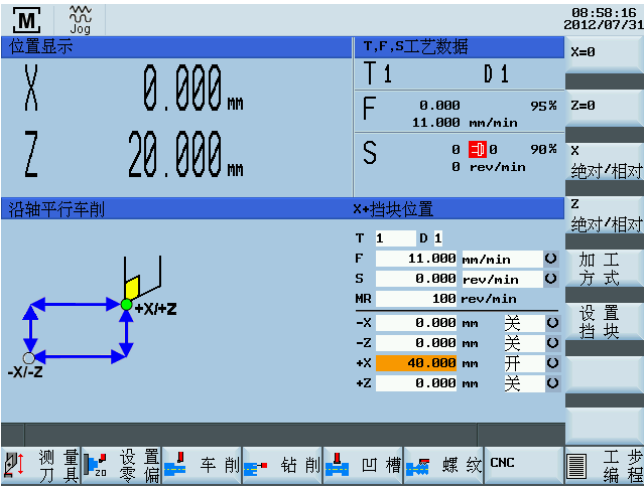 M
Jog
08:58:16
2012/07/31
位置显示
X 0.000 mm
Z 20.000 mm
T,F,S工艺数据
T 1 D 1
F 0.000 95%
11.000 mm/min
S 0 0 90%
0 rev/min
X=0
Z=0
X
绝对/相对
Z
绝对/相对
加 工
方 式
设 置
挡 块
沿轴平行车削
+X/+Z
-X/-Z
X+挡块位置
T 1 D 1
F 11.000 mm/min
S 0.000 rev/min
MR 100 rev/min
-X 0.000 mm 关
-Z 0.000 mm 关
+X 40.000 mm 开
+Z 0.000 mm 关
测 量
刀 具
Z0
设 置
零 偏
车 削
钻 削
凹 槽
螺 纹
CNC
工 步
编 程